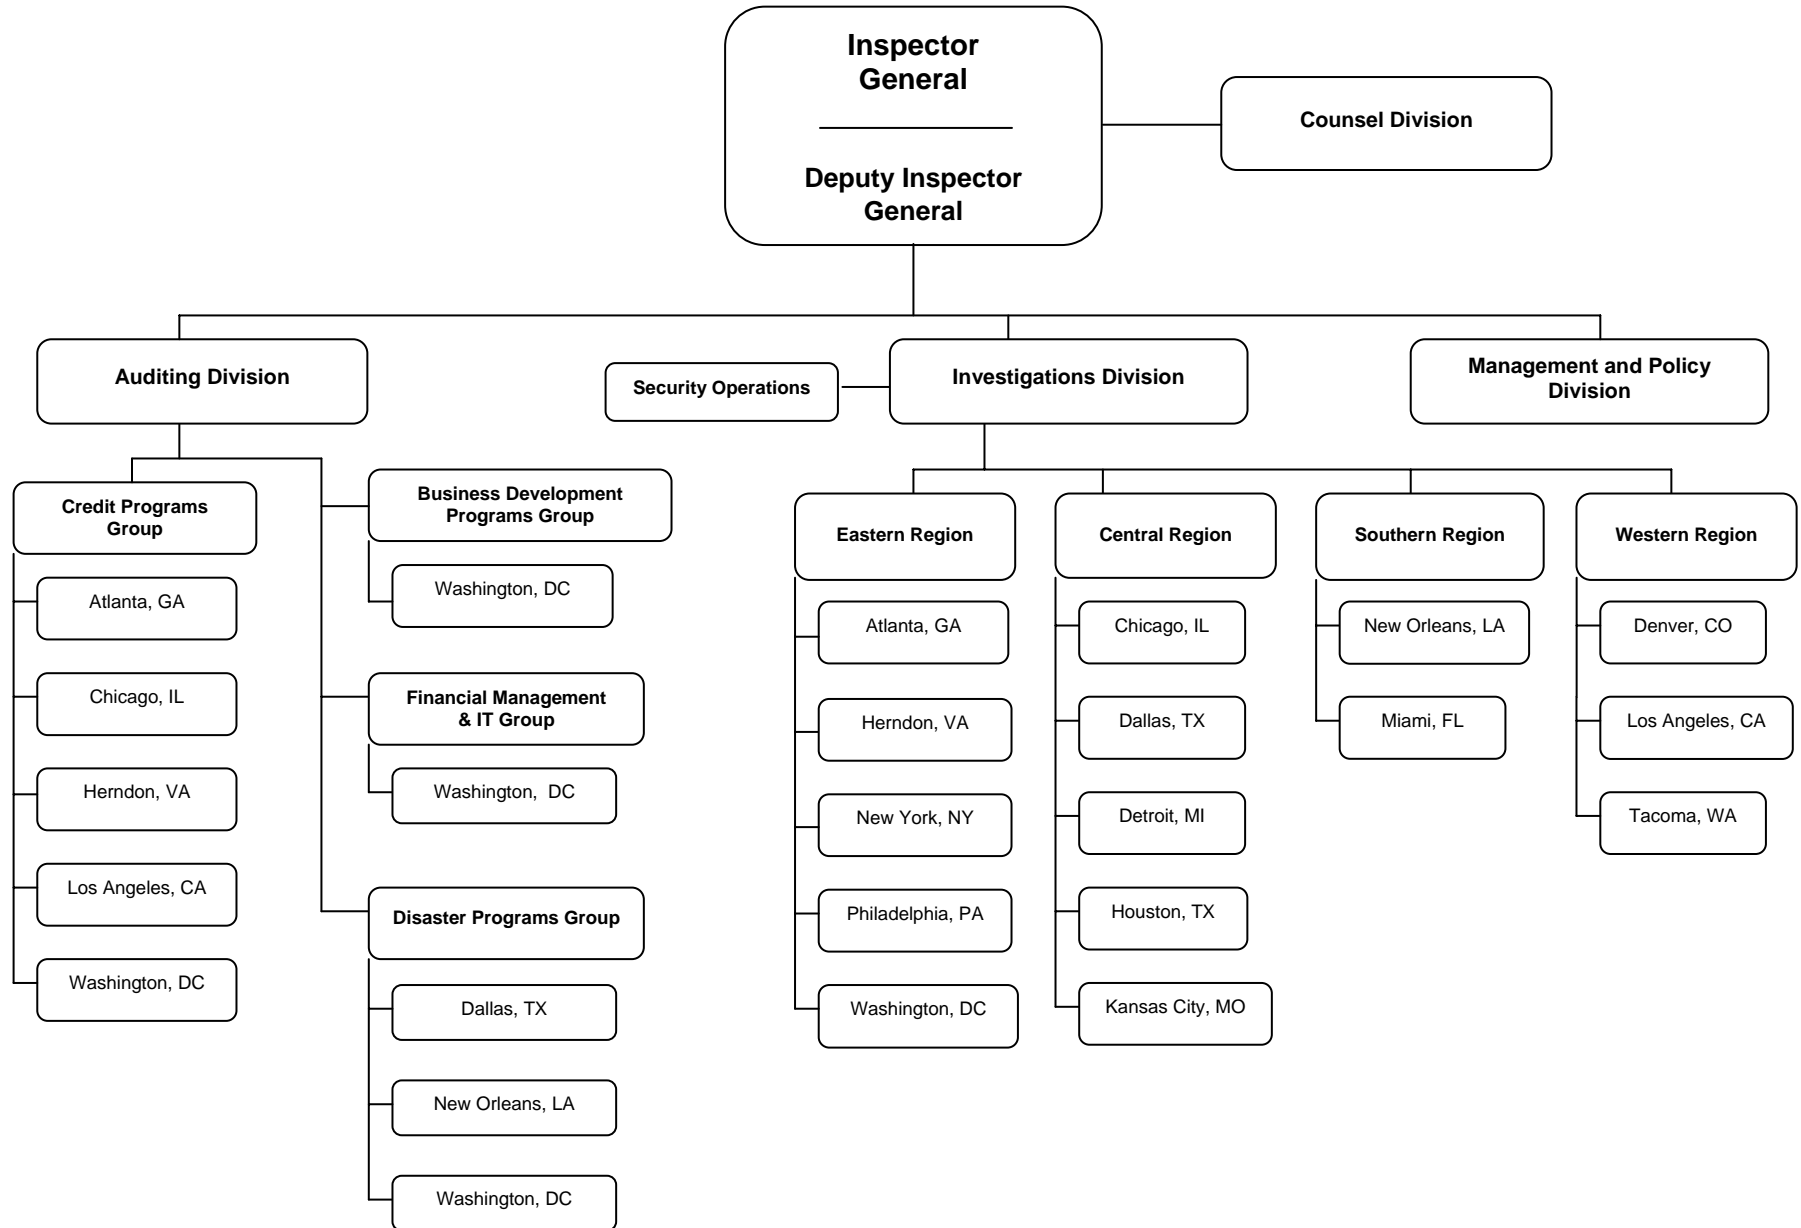 Inspector
General
Deputy Inspector
General
Counsel Division
Auditing Division
Security Operations
Investigations Division
Management and Policy
Division
Credit Programs
Group
Atlanta, GA
Chicago, IL
Herndon, VA
Los Angeles, CA
Washington, DC
Business Development
Programs Group
Washington, DC
Financial Management
& IT Group
Washington,  DC
Disaster Programs Group
Dallas, TX
New Orleans, LA
Washington, DC
Eastern Region
Atlanta, GA
Herndon, VA
New York, NY
Philadelphia, PA
Washington, DC
Central Region
Chicago, IL
Dallas, TX
Detroit, MI
Houston, TX
Kansas City, MO
Southern Region
New Orleans, LA
Miami, FL
Western Region
Denver, CO
Los Angeles, CA
Tacoma, WA